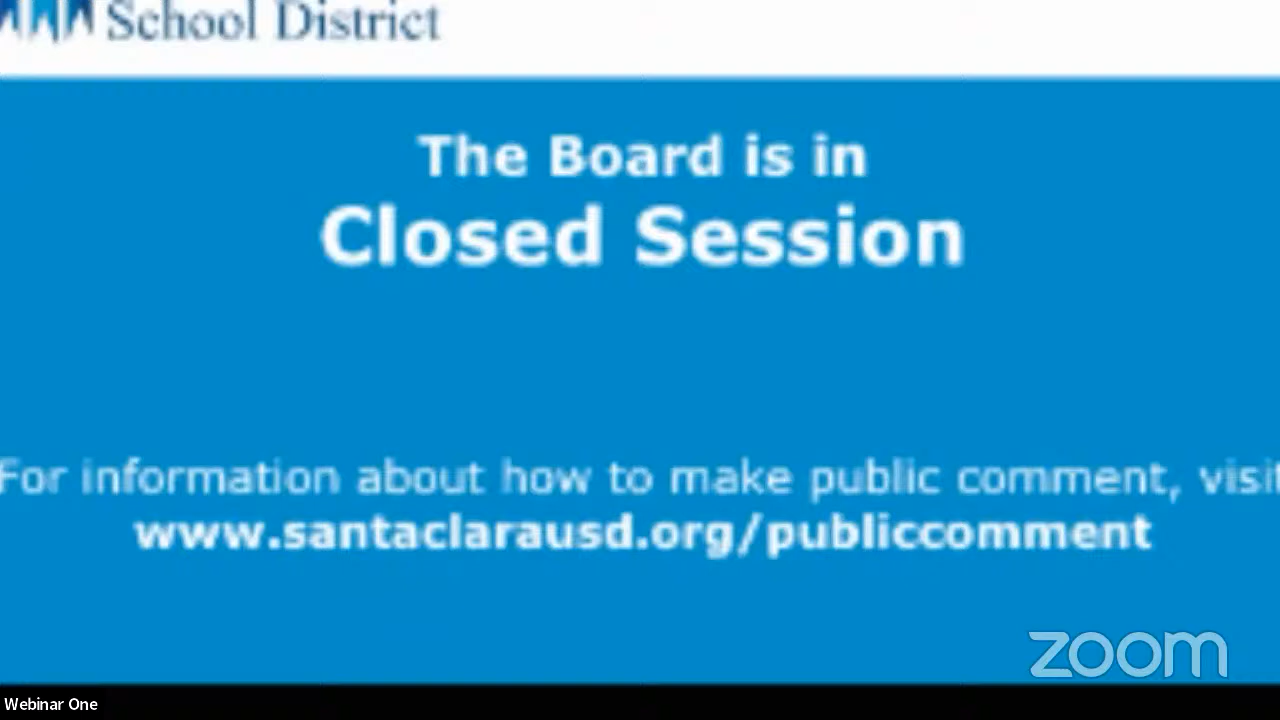 School District
The Board is in
Closed Session
For information about how to make public comment, visit
www.santaclarausd.org/publiccomment
zoom
Webinar One